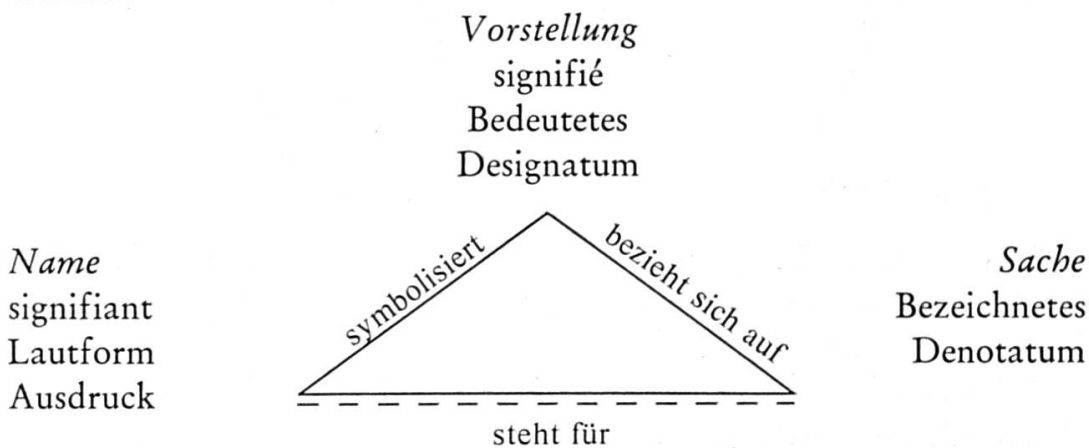 Vorstellung
signifié
Bedeutetes
Designatum
Name
signifiant
Lautform
Ausdruck
symbolisiert
bezieht sich auf
Sache
Bezeichnetes
Denotatum
steht für